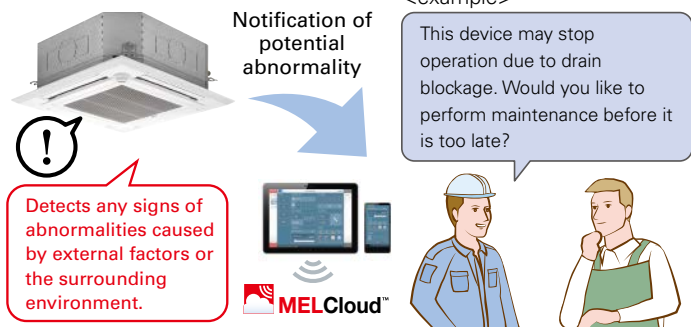 <example>
Notification of
potential
abnormality
This device may stop
operation due to drain
blockage. Would you like to
perform maintenance before it
is too late?
!
Detects any signs of
abnormalities caused
by external factors or
the surrounding
environment.
MELCloud™